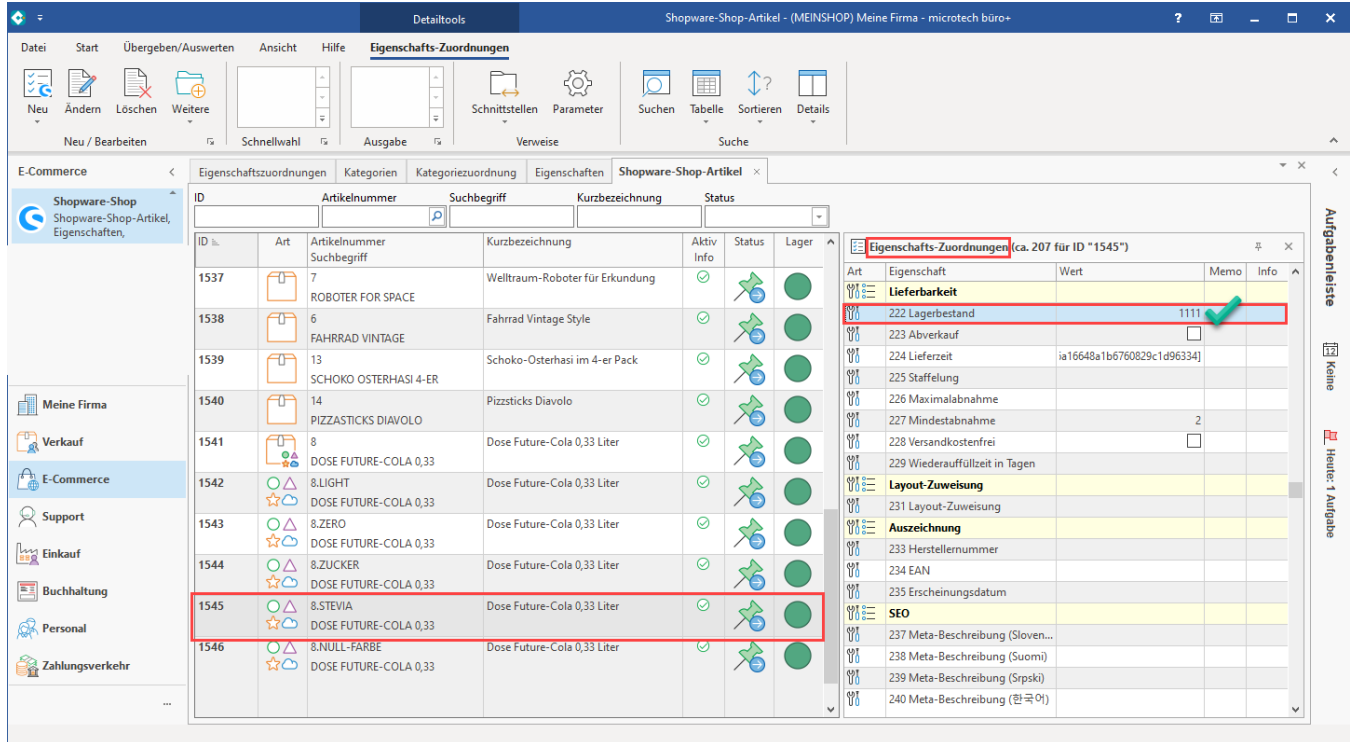 Detailtools
Shopware-Shop-Artikel - (MEINSHOP) Meine Firma - microtech büro+
?
Datei Start Übergeben/Auswerten Ansicht Hilfe Eigenschafts-Zuordnungen
Neu Ändern Löschen Weitere Schnittstellen Parameter Suchen Tabelle Sortieren Details
Neu / Bearbeiten Schnellwahl Ausgabe Verweise Suche
E-Commerce
Shopware-Shop
Shopware-Shop-Artikel,
Eigenschaften,
Meine Firma
Verkauf
E-Commerce
Support
Einkauf
Buchhaltung
Personal
Zahlungsverkehr
...
Eigenschaftszuordnungen Kategorien Kategoriezuordnung Eigenschaften Shopware-Shop-Artikel ×
ID Artikelnummer Suchbegriff Kurzbezeichnung Status
ID Art Artikelnummer Kurzbezeichnung Aktiv Status Lager
Suchbegriff Info
1537 7 Welltraum-Roboter für Erkundung
ROBOTER FOR SPACE
1538 6 Fahrrad Vintage Style
FAHRRAD VINTAGE
1539 13 Schoko-Osterhasi im 4-er Pack
SCHOKO OSTERHASI 4-ER
1540 14 Pizzsticks Diavolo
PIZZASTICKS DIAVOLO
1541 8 Dose Future-Cola 0,33 Liter
DOSE FUTURE-COLA 0,33
1542 8.LIGHT Dose Future-Cola 0,33 Liter
DOSE FUTURE-COLA 0,33
1543 8.ZERO Dose Future-Cola 0,33 Liter
DOSE FUTURE-COLA 0,33
1544 8.ZUCKER Dose Future-Cola 0,33 Liter
DOSE FUTURE-COLA 0,33
1545 8.STEVIA Dose Future-Cola 0,33 Liter
DOSE FUTURE-COLA 0,33
1546 8.NULL-FARBE Dose Future-Cola 0,33 Liter
DOSE FUTURE-COLA 0,33
Eigenschafts-Zuordnungen (ca. 207 für ID "1545")
Art Eigenschaft Wert Memo Info
Lieferbarkeit
222 Lagerbestand 1111
223 Abverkauf
224 Lieferzeit ia16648a1b6760829c1d96334]
225 Staffelung
226 Maximalabnahme
227 Mindestabnahme 2
228 Versandkostenfrei
229 Wiederauffüllzeit in Tagen
Layout-Zuweisung
231 Layout-Zuweisung
Auszeichnung
233 Herstellernummer
234 EAN
235 Erscheinungsdatum
SEO
237 Meta-Beschreibung (Sloven...
238 Meta-Beschreibung (Suomi)
239 Meta-Beschreibung (Srpski)
240 Meta-Beschreibung (한국어)
Aufgabenleiste
12 Keine
Heute: 1 Aufgabe